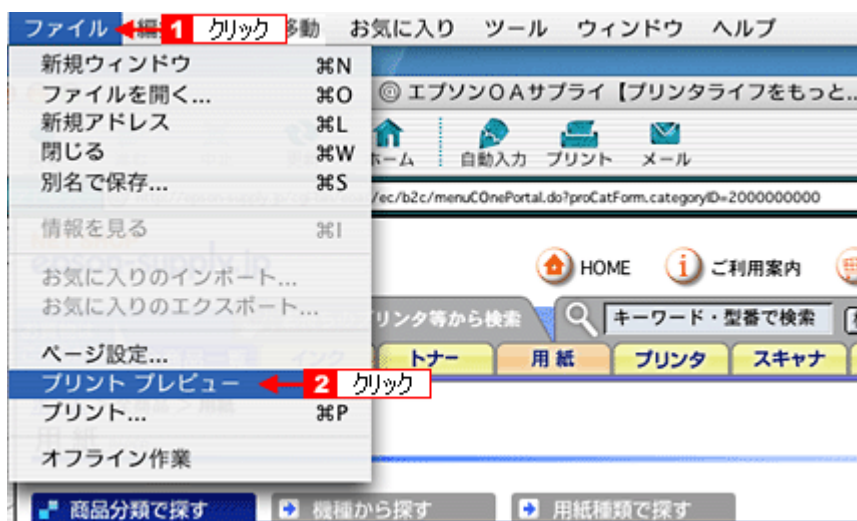 ファイル 1 クリック 移動 お気に入り ツール ウィンドウ ヘルプ
新規ウィンドウ ⌘N
ファイルを開く... ⌘O
@ エプソンOAサプライ【プリンタライフをもっと...
新規アドレス ⌘L
閉じる ⌘W
ホーム 自動入力 プリント メール
別名で保存... ⌘S
/ec/b2c/menuCOnePortal.do?proCatForm.categoryID=2000000000
情報を見る ⌘I
お気に入りのインポート...
HOME ご利用案内
お気に入りのエクスポート...
プリンタ等から検索 キーワード・型番で検索
ページ設定...
インク トナー 用紙 プリンタ スキャナ
プリント プレビュー 2 クリック
プリント... ⌘P
オフライン作業
商品分類で探す 機種から探す 用紙種類で探す